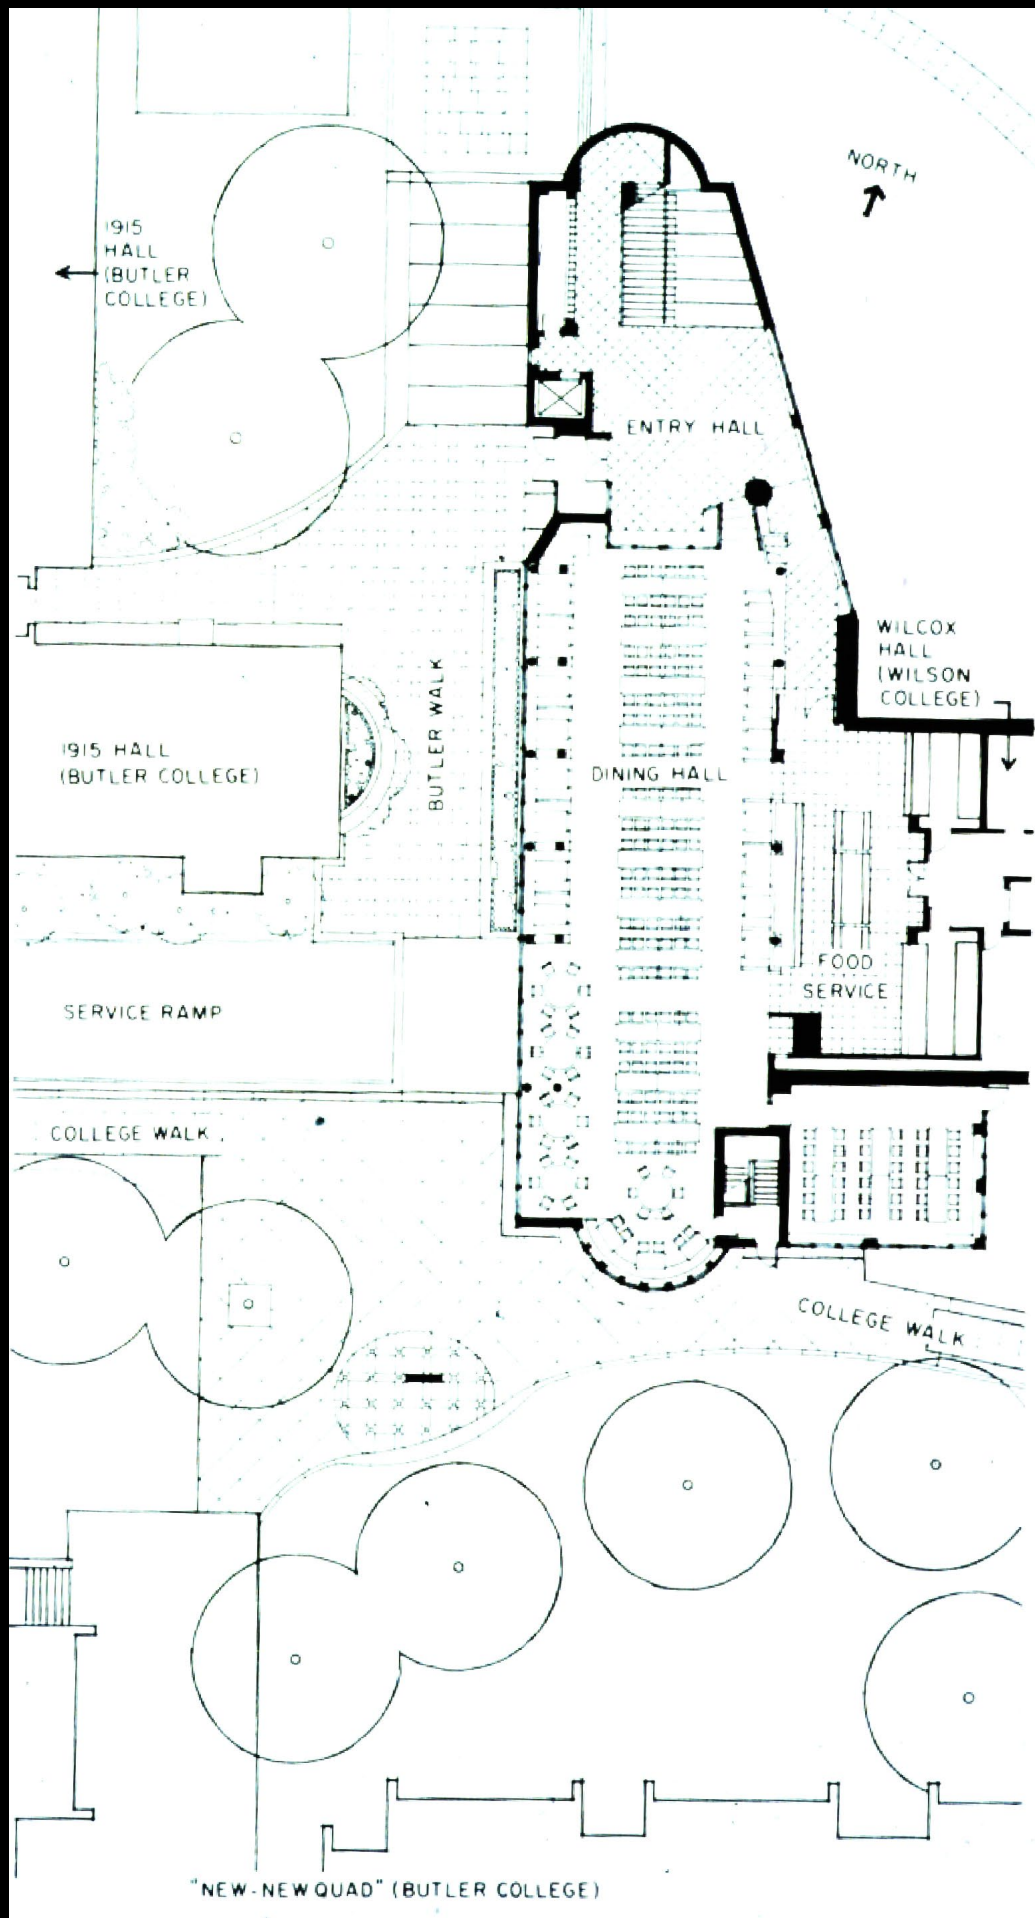 NORTH
1915
HALL
(BUTLER
COLLEGE)
ENTRY HALL
WILCOX
HALL
(WILSON
COLLEGE)
BUTLER WALK
1915 HALL
(BUTLER COLLEGE)
DINING HALL
FOOD
SERVICE
SERVICE RAMP
COLLEGE WALK
COLLEGE WALK
"NEW-NEW QUAD" (BUTLER COLLEGE)